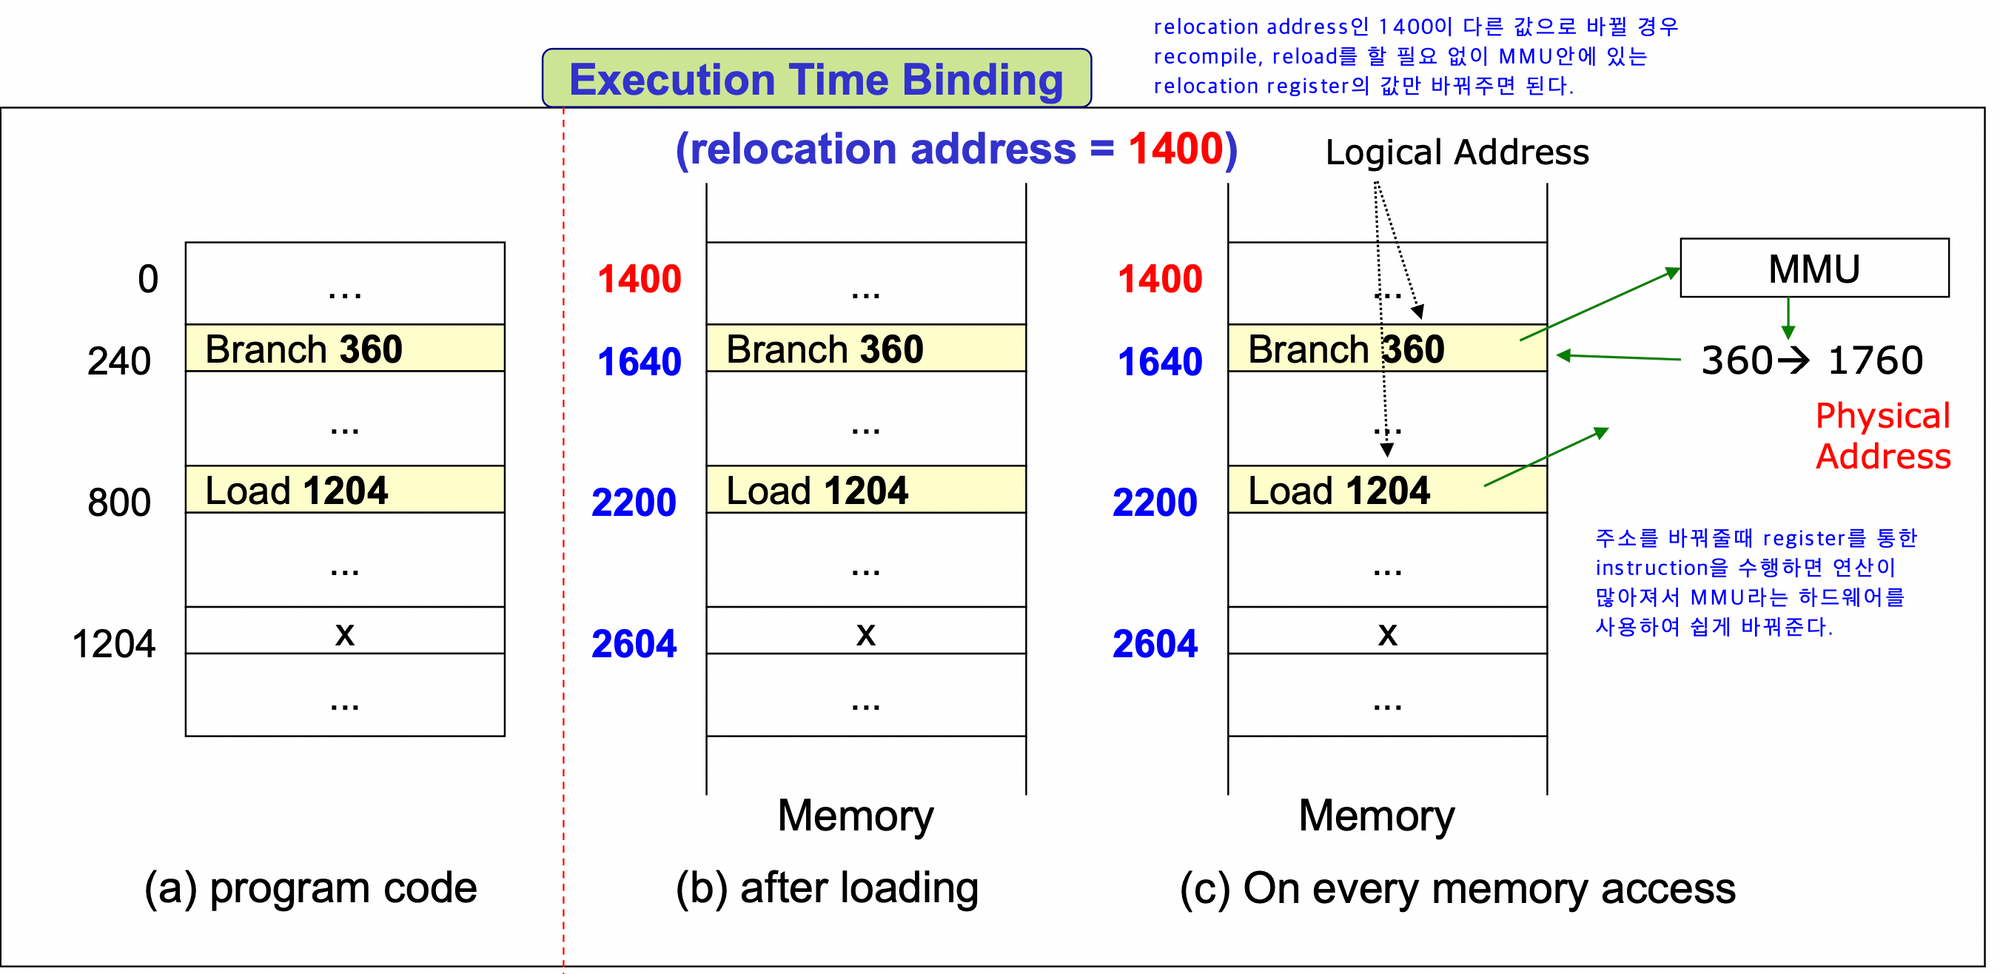 relocation address인 1400이 다른 값으로 바뀔 경우
recompile, reload를 할 필요 없이 MMU안에 있는
relocation register의 값만 바꿔주면 된다.
Execution Time Binding
(relocation address = 1400)
Logical Address
0
...
240
Branch 360
...
800
Load 1204
...
1204
x
...
(a) program code
1400
...
1640
Branch 360
...
2200
Load 1204
...
2604
x
...
Memory
(b) after loading
1400
...
1640
Branch 360
...
2200
Load 1204
...
2604
x
...
Memory
(c) On every memory access
MMU
360→ 1760
Physical
Address
주소를 바꿔줄때 register를 통한
instruction을 수행하면 연산이
많아져서 MMU라는 하드웨어를
사용하여 쉽게 바꿔준다.